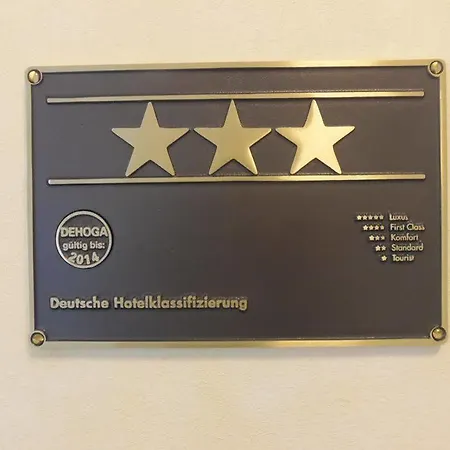 DEHOGA
gültig bis:
2014
Luxus
First Class
Komfort
Standard
Tourist
Deutsche Hotelklassifizierung